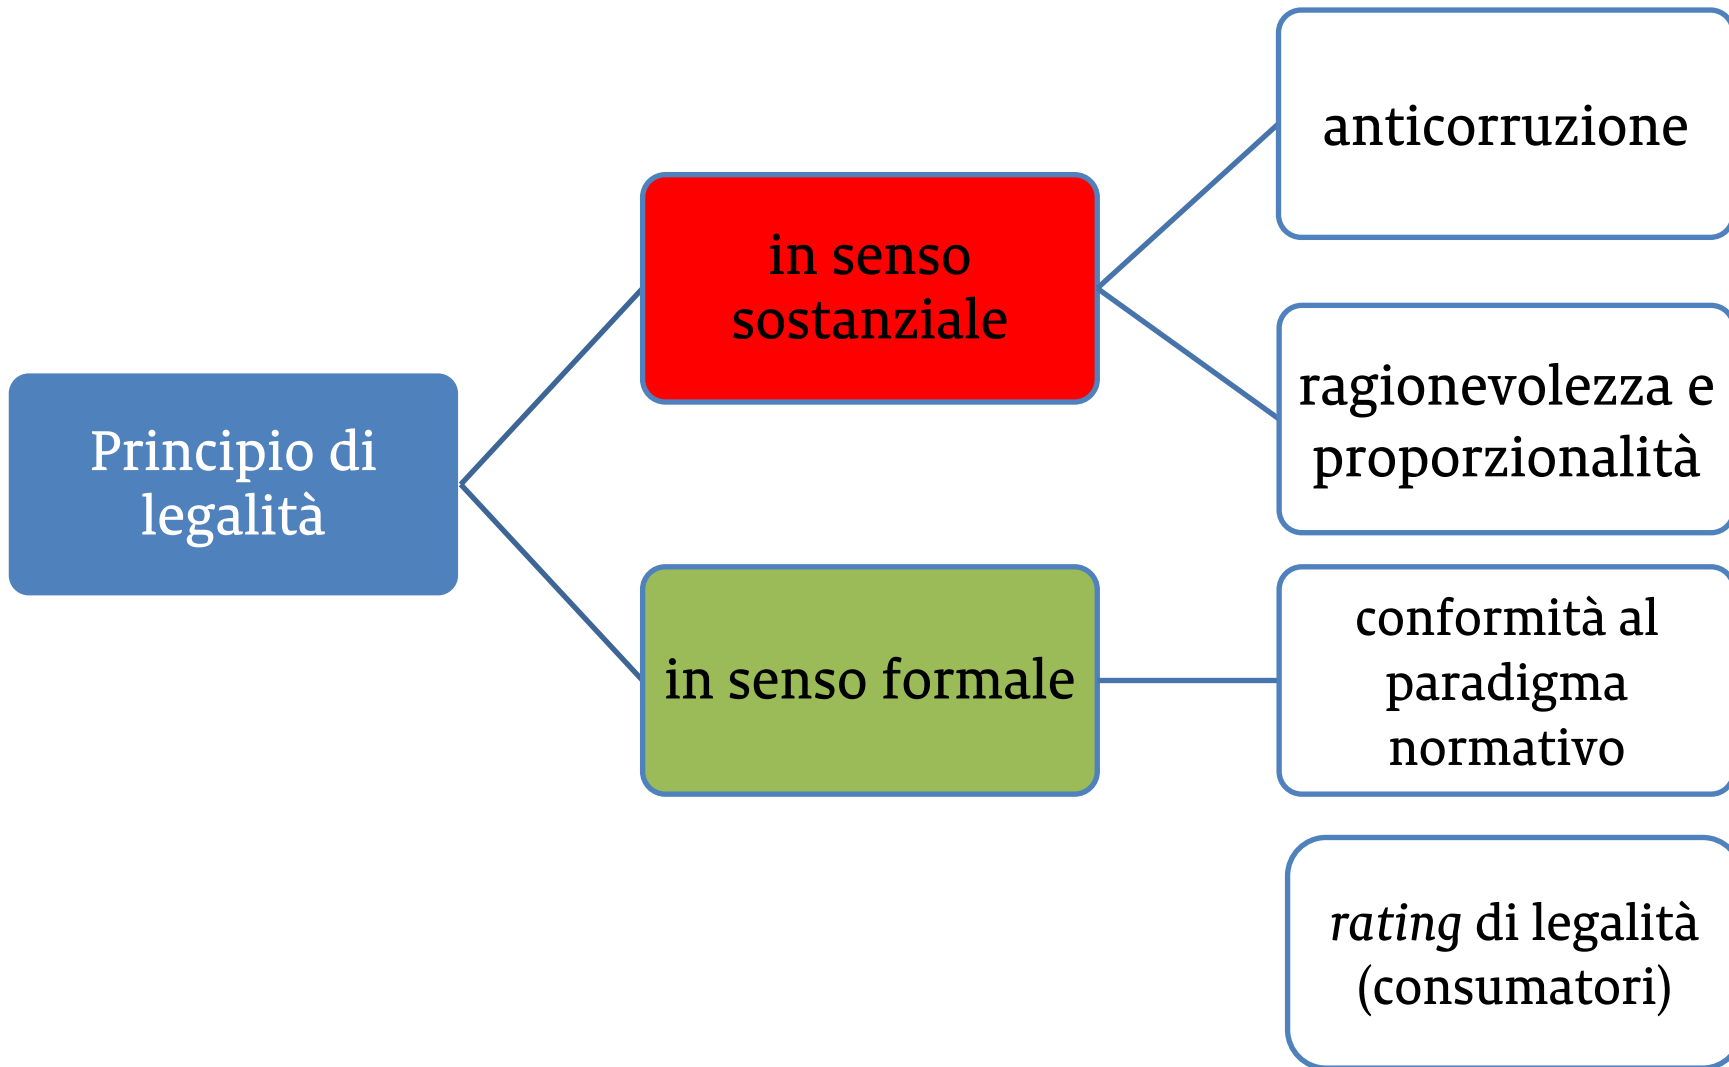 Principio di
legalità
in senso
sostanziale
anticorruzione
ragionevolezza e
proporzionalità
in senso formale
conformità al
paradigma
normativo
rating di legalità
(consumatori)